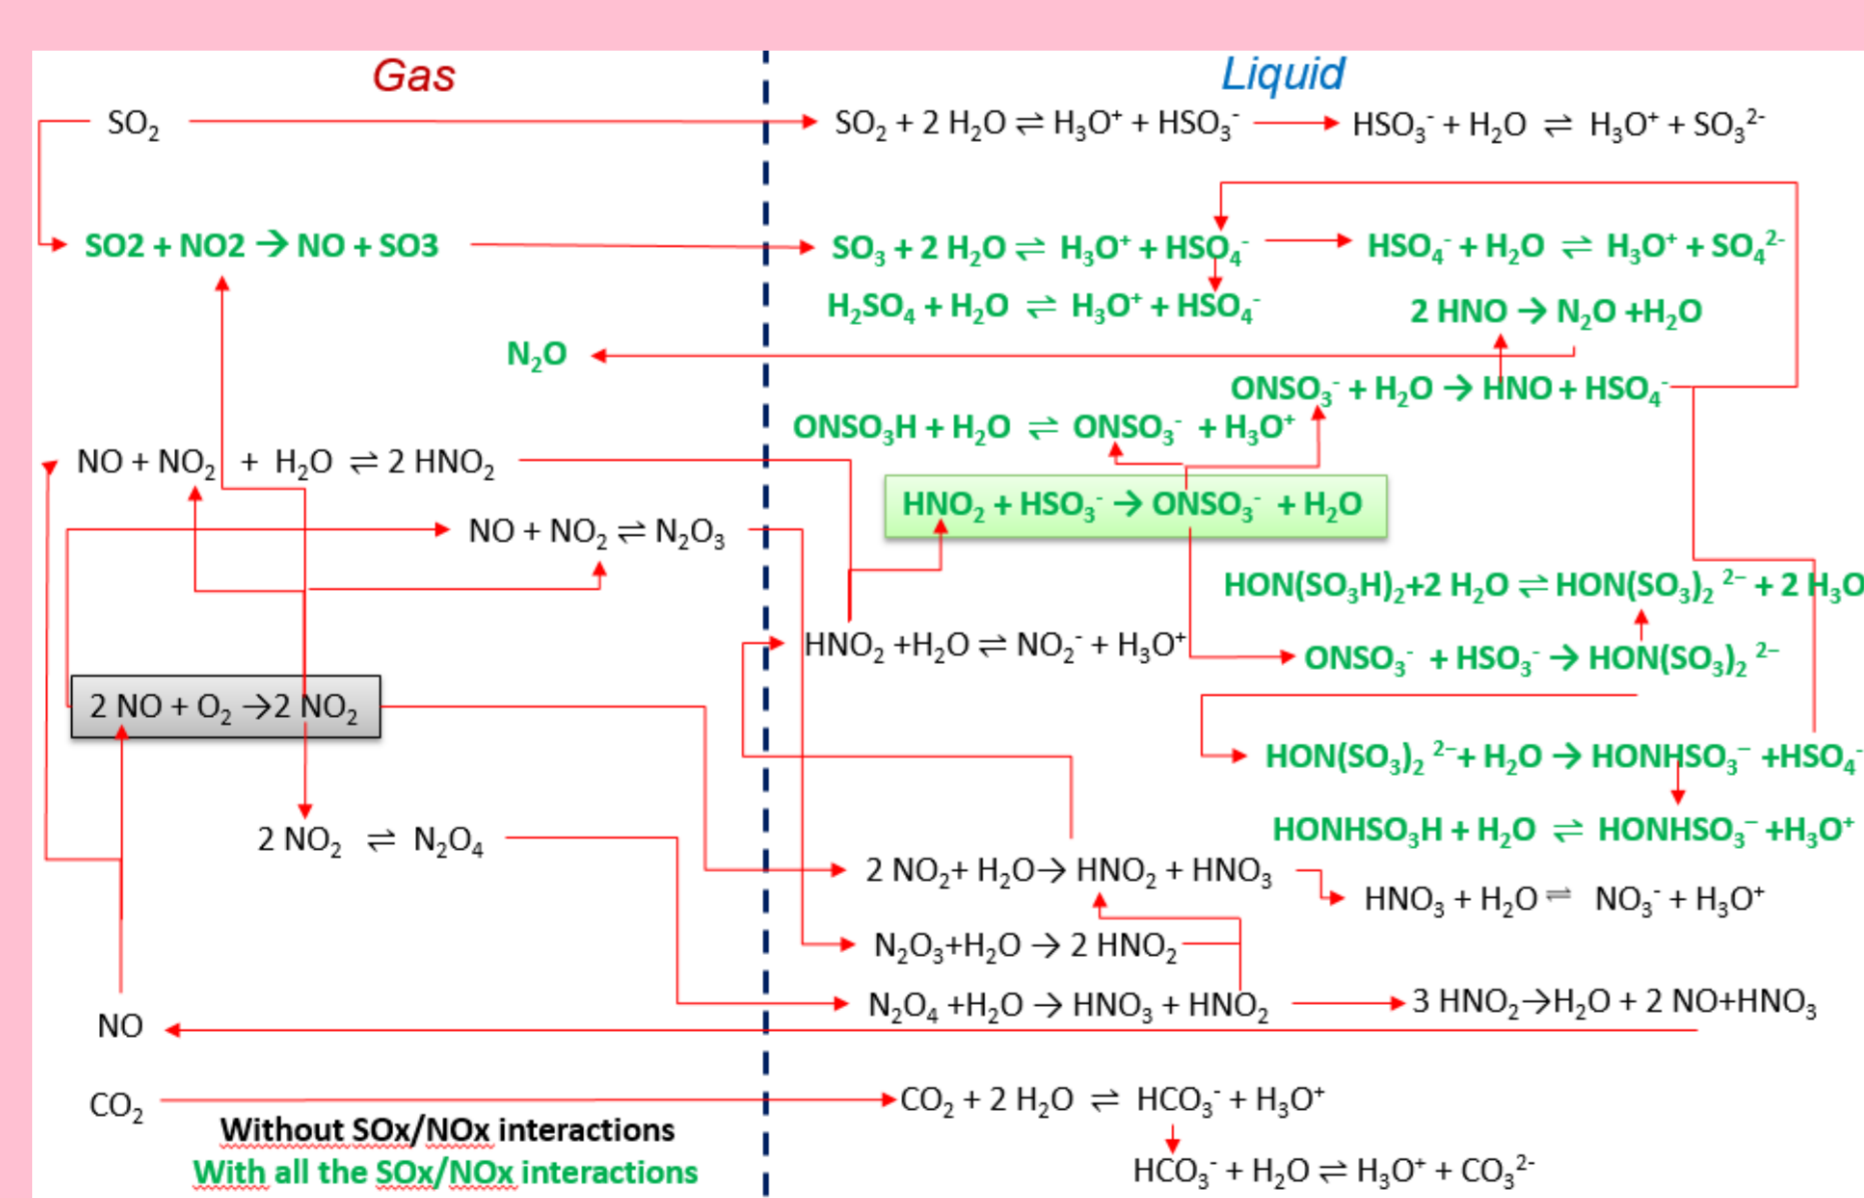 Gas Liquid
SO₂ SO₂ + 2 H₂O ⇌ H₃O⁺ + HSO₃⁻ HSO₃⁻ + H₂O ⇌ H₃O⁺ + SO₃²⁻
SO2 + NO2 → NO + SO3 SO₃ + 2 H₂O ⇌ H₃O⁺ + HSO₄⁻ HSO₄⁻ + H₂O ⇌ H₃O⁺ + SO₄²⁻
H₂SO₄ + H₂O ⇌ H₃O⁺ + HSO₄⁻ 2 HNO → N₂O +H₂O
N₂O
ONSO₃⁻ + H₂O → HNO + HSO₄⁻
ONSO₃H + H₂O ⇌ ONSO₃⁻ + H₃O⁺
NO + NO₂ + H₂O ⇌ 2 HNO₂
HNO₂ + HSO₃⁻ → ONSO₃⁻ + H₂O
NO + NO₂ ⇌ N₂O₃
HON(SO₃H)₂+2 H₂O ⇌ HON(SO₃)₂ ²⁻ + 2 H₃O
HNO₂ +H₂O ⇌ NO₂⁻ + H₃O⁺ ONSO₃⁻ + HSO₃⁻ → HON(SO₃)₂ ²⁻
2 NO + O₂ →2 NO₂
HON(SO₃)₂ ²⁻+ H₂O → HONHSO₃⁻ +HSO₄⁻
2 NO₂ ⇌ N₂O₄ HONHSO₃H + H₂O ⇌ HONHSO₃⁻ +H₃O⁺
2 NO₂+ H₂O→ HNO₂ + HNO₃ HNO₃ + H₂O ⇌ NO₃⁻ + H₃O⁺
N₂O₃+H₂O → 2 HNO₂
N₂O₄ +H₂O → HNO₃ + HNO₂ 3 HNO₂→H₂O + 2 NO+HNO₃
NO
CO₂ CO₂ + 2 H₂O ⇌ HCO₃⁻ + H₃O⁺
Without SOx/NOx interactions
With all the SOx/NOx interactions HCO₃⁻ + H₂O ⇌ H₃O⁺ + CO₃²⁻